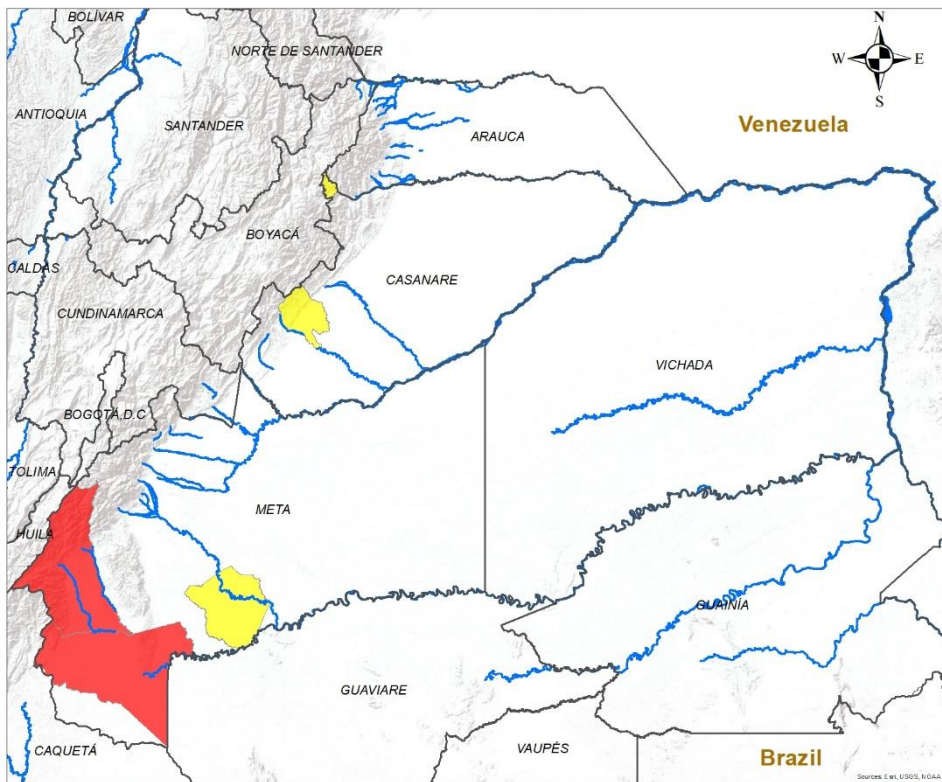 BOLÍVAR
N
NORTE DE SANTANDER
W E
S
ANTIOQUIA
SANTANDER
ARAUCA
Venezuela
BOYACÁ
CALDAS
CASANARE
CUNDINAMARCA
VICHADA
BOGOTÁ,D.C
TOLIMA
META
HUILA
GUAINÍA
GUAVIARE
CAQUETÁ
VAUPÉS
Brazil
Sources: Esri, USGS, NOAA